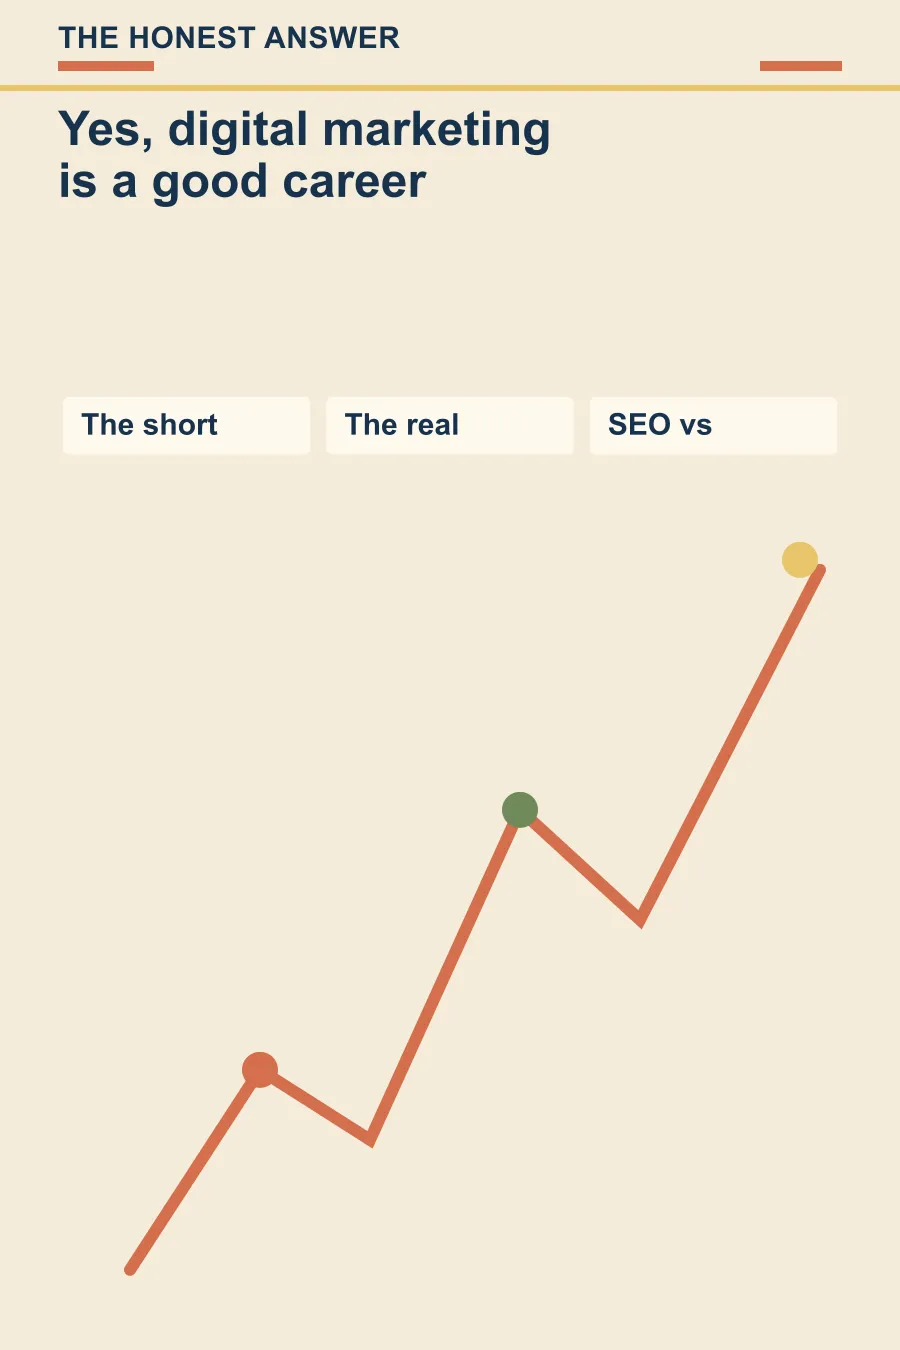 THE HONEST ANSWER
Yes, digital marketing
is a good career
The short
The real
SEO vs